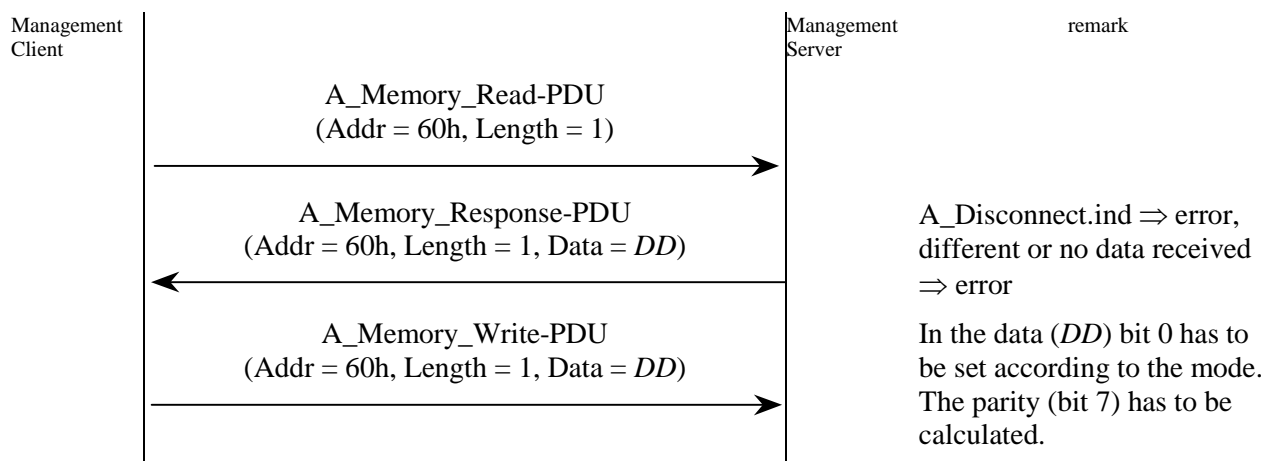 Management
Client
Management
Server
remark
A_Memory_Read-PDU
(Addr = 60h, Length = 1)
A_Memory_Response-PDU
(Addr = 60h, Length = 1, Data = DD)
A_Disconnect.ind ⇒ error,
different or no data received
⇒ error
A_Memory_Write-PDU
(Addr = 60h, Length = 1, Data = DD)
In the data (DD) bit 0 has to
be set according to the mode.
The parity (bit 7) has to be
calculated.